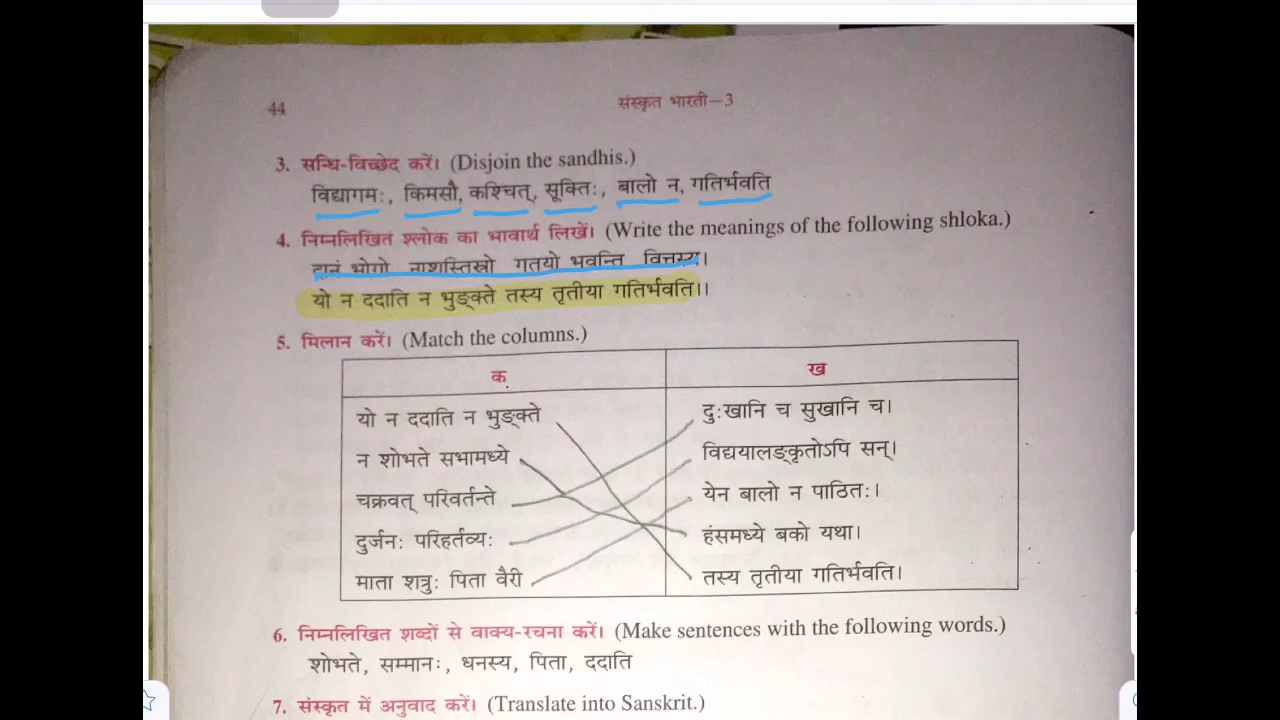 44
संस्कृत भारती–3
3. सन्धि-विच्छेद करें। (Disjoin the sandhis.)
विद्यागमः, किमसौ, कश्चित्, सूक्तिः, बालो न, गतिर्भवति
4. निम्नलिखित श्लोक का भावार्थ लिखें। (Write the meanings of the following shloka.)
दानं भोगो नाशस्तिस्रो गतयो भवन्ति वित्तस्य।
यो न ददाति न भुङ्क्ते तस्य तृतीया गतिर्भवति।।
5. मिलान करें। (Match the columns.)
क ख
यो न ददाति न भुङ्क्ते दुःखानि च सुखानि च।
न शोभते सभामध्ये विद्ययालङ्कृतोऽपि सन्।
चक्रवत् परिवर्तन्ते येन बालो न पाठितः।
दुर्जनः परिहर्तव्यः हंसमध्ये बको यथा।
माता शत्रुः पिता वैरी तस्य तृतीया गतिर्भवति।
6. निम्नलिखित शब्दों से वाक्य-रचना करें। (Make sentences with the following words.)
शोभते, सम्मानः, धनस्य, पिता, ददाति
7. संस्कृत में अनुवाद करें। (Translate into Sanskrit.)